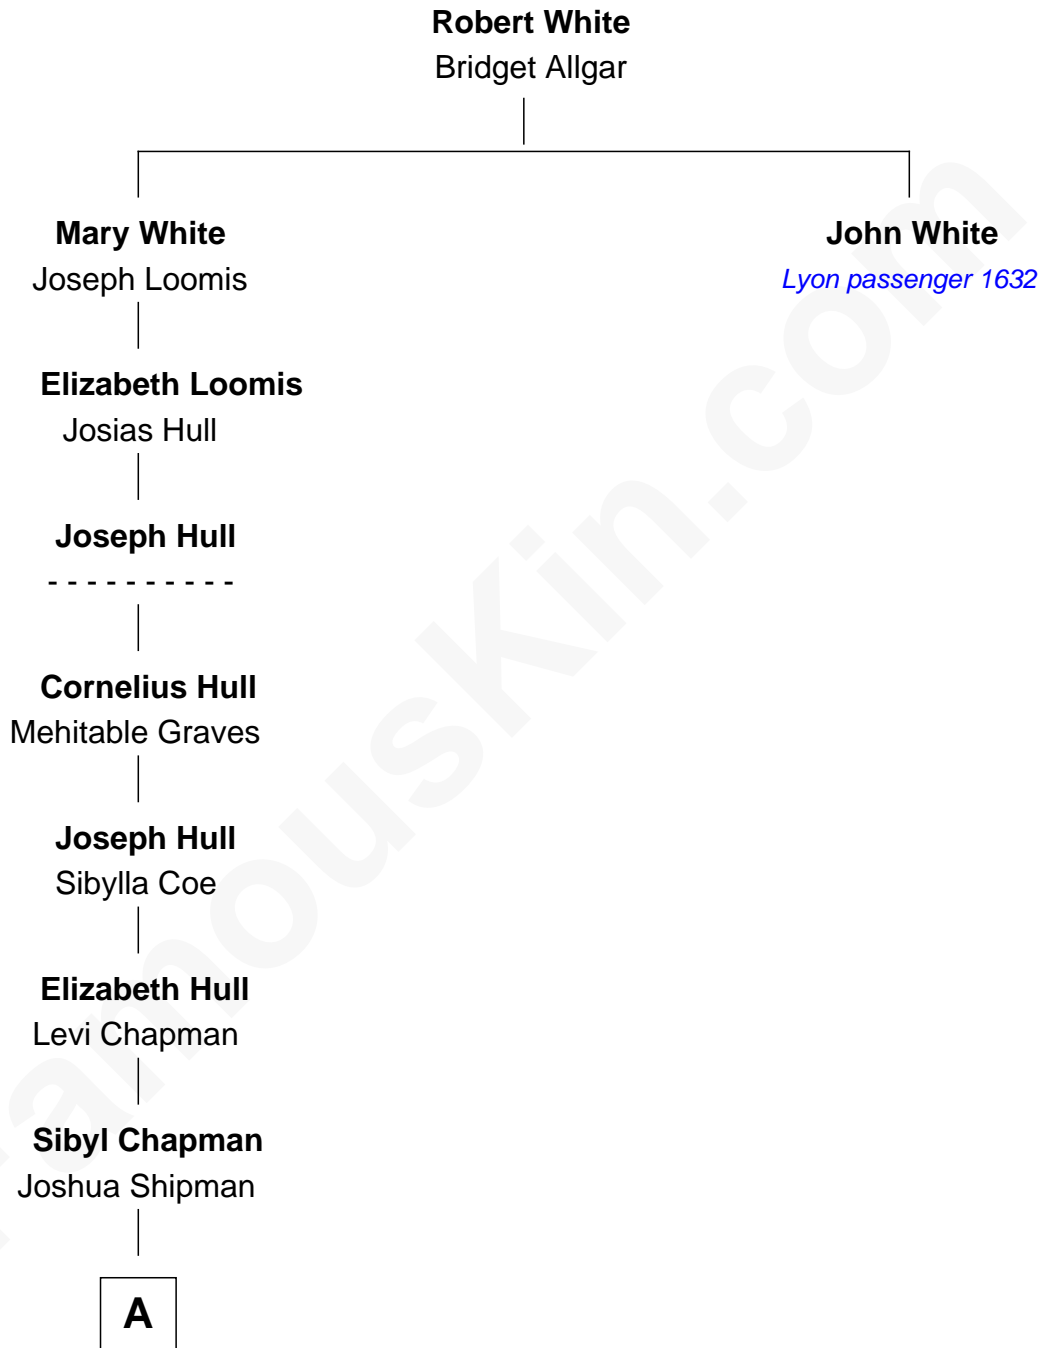 Robert White
Bridget Allgar
Mary White
Joseph Loomis
John White
Lyon passenger 1632
Elizabeth Loomis
Josias Hull
Joseph Hull
- - - - - - - - - -
Cornelius Hull
Mehitable Graves
Joseph Hull
Sibylla Coe
Elizabeth Hull
Levi Chapman
Sibyl Chapman
Joshua Shipman
A
FamousKin.com